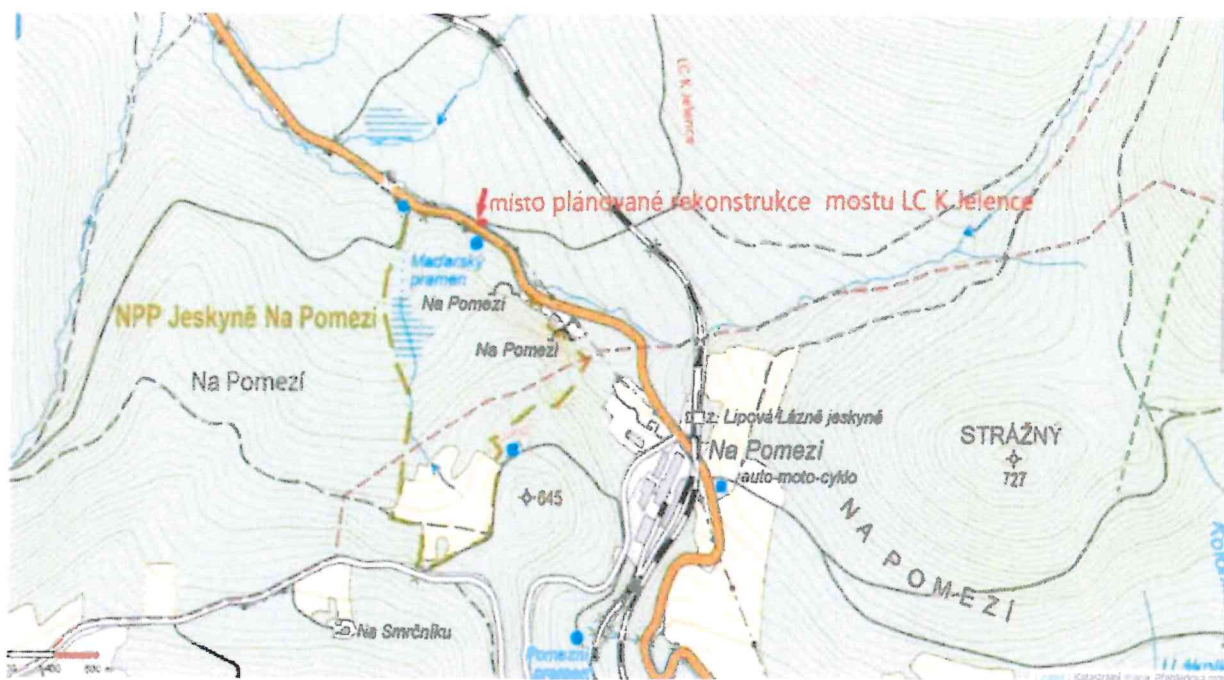 LC K Jelence
místo plánované rekonstrukce mostu LC K Jelence
Maďarský
pramen
Na Pomezí
NPP Jeskyně Na Pomezí
Na Pomezí
Na Pomezí
z. Lipová Lázně jeskyně
Na Pomezí
auto-moto-cyklo
STRÁŽNÝ
727
645
NA POMEZÍ
Na Smrčníku
Pomezní
pramen